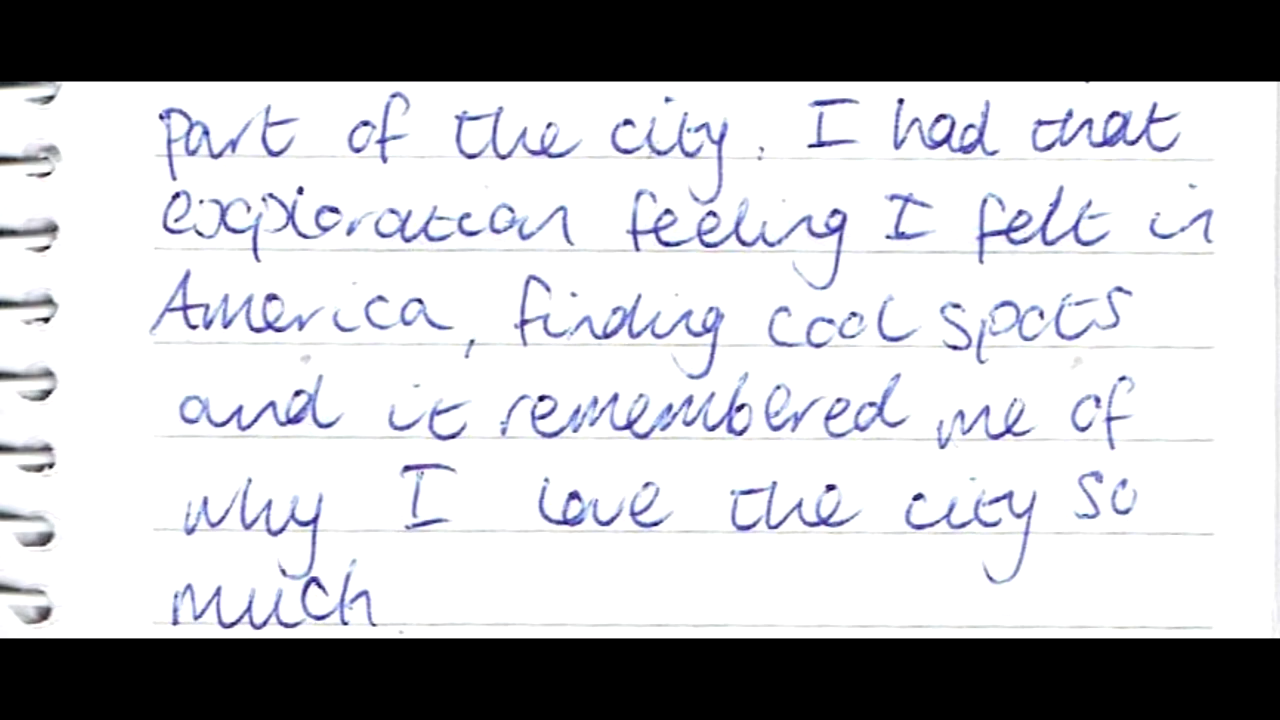 part of the city. I had that
exploration feeling I felt in
America, finding cool spots
and it remembered me of
why I love the city so
much